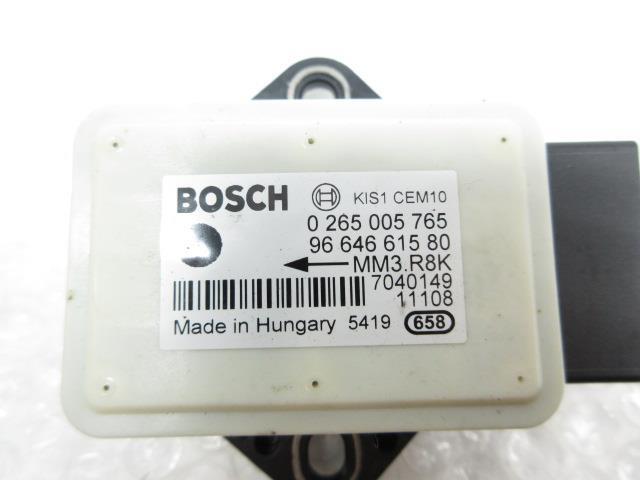 BOSCH KIS1 CEM10
0 265 005 765
96 646 615 80
MM3.R8K
7040149
11108
Made in Hungary 5419 658